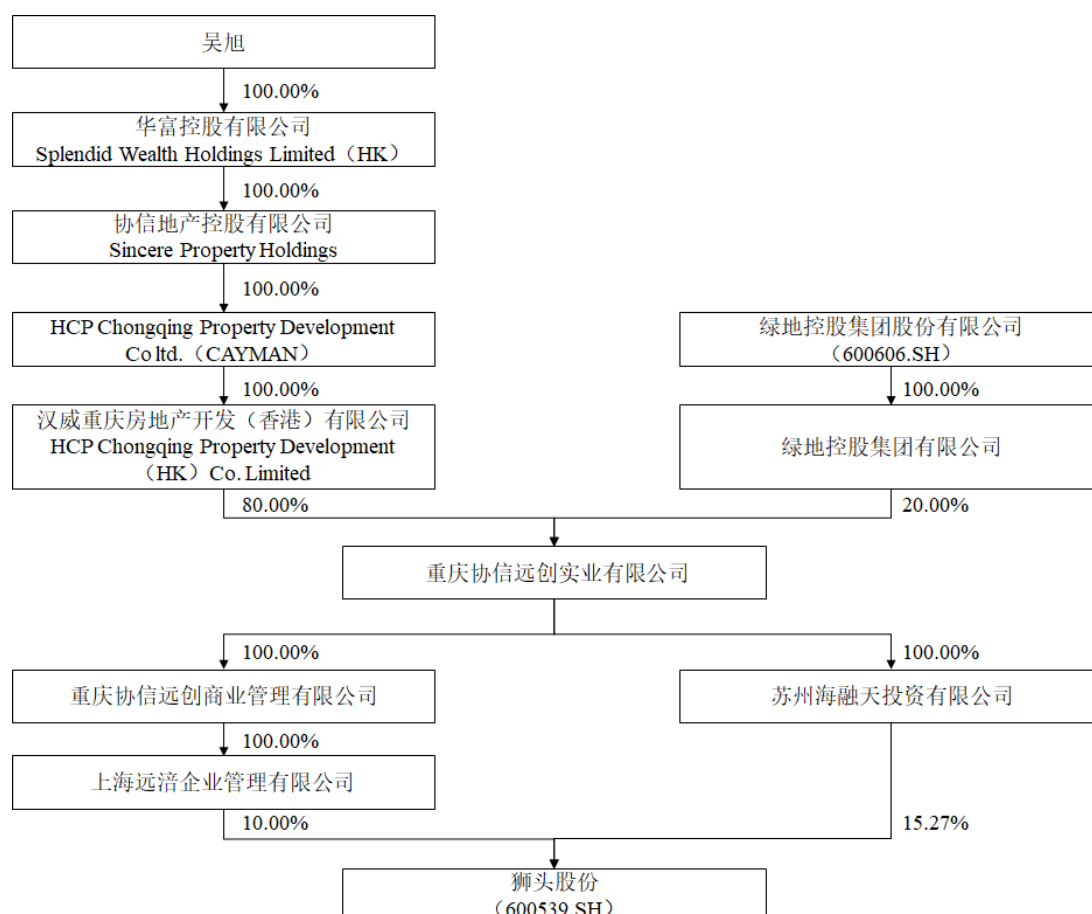 吴旭
100.00%
华富控股有限公司
Splendid Wealth Holdings Limited（HK）
100.00%
协信地产控股有限公司
Sincere Property Holdings
100.00%
HCP Chongqing Property Development
Co ltd.（CAYMAN）
绿地控股集团股份有限公司
（600606.SH）
100.00%
100.00%
汉威重庆房地产开发（香港）有限公司
HCP Chongqing Property Development
（HK）Co. Limited
绿地控股集团有限公司
80.00%
20.00%
重庆协信远创实业有限公司
100.00%
100.00%
重庆协信远创商业管理有限公司
苏州海融天投资有限公司
100.00%
上海远涪企业管理有限公司
10.00%
15.27%
狮头股份
（600539.SH）